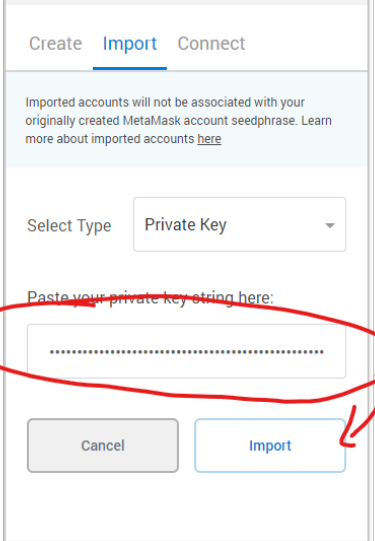 Create Import Connect
Imported accounts will not be associated with your
originally created MetaMask account seedphrase. Learn
more about imported accounts here
Select Type Private Key
Paste your private key string here:
Cancel Import